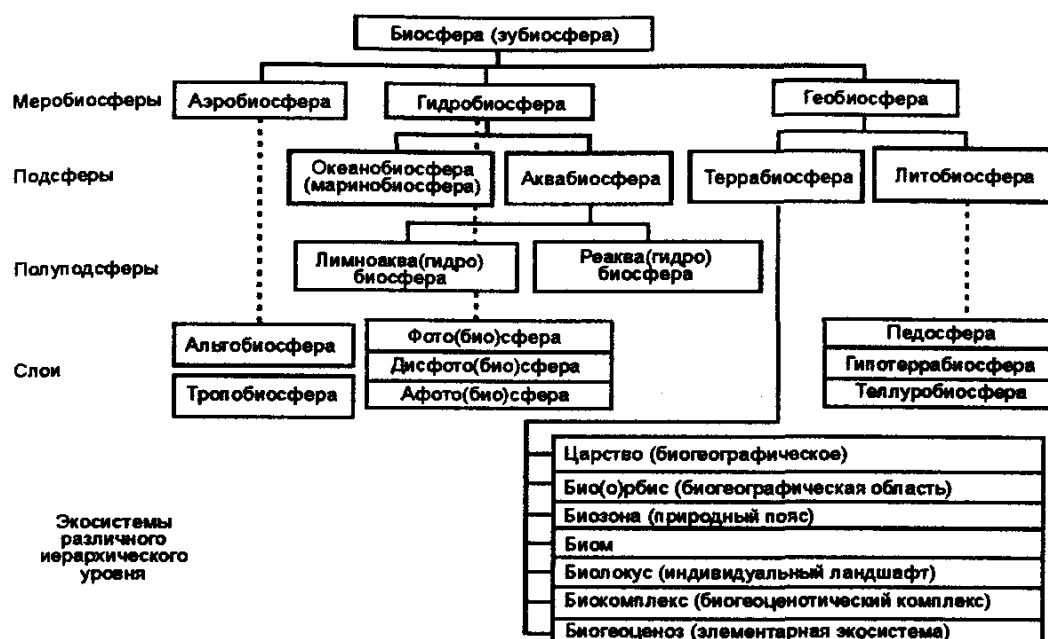 Биосфера (зубиосфера)
Меробиосферы
Аэробиосфера
Гидробиосфера
Геобиосфера
Подсферы
Океанобиосфера
(маринобиосфера)
Аквабиосфера
Террабиосфера
Литобиосфера
Полуподсферы
Лимноаква(гидро)
биосфера
Реаква(гидро)
биосфера
Слои
Альтобиосфера
Тропобиосфера
Фото(био)сфера
Дисфото(био)сфера
Афото(био)сфера
Педосфера
Гипотеррабиосфера
Теллуробиосфера
Экосистемы
различного
иерархического
уровня
Царство (биогеографическое)
Био(о)рбис (биогеографическая область)
Биозона (природный пояс)
Биом
Биолокус (индивидуальный ландшафт)
Биокомплекс (биогеоценотический комплекс)
Биогеоценоз (элементарная экосистема)